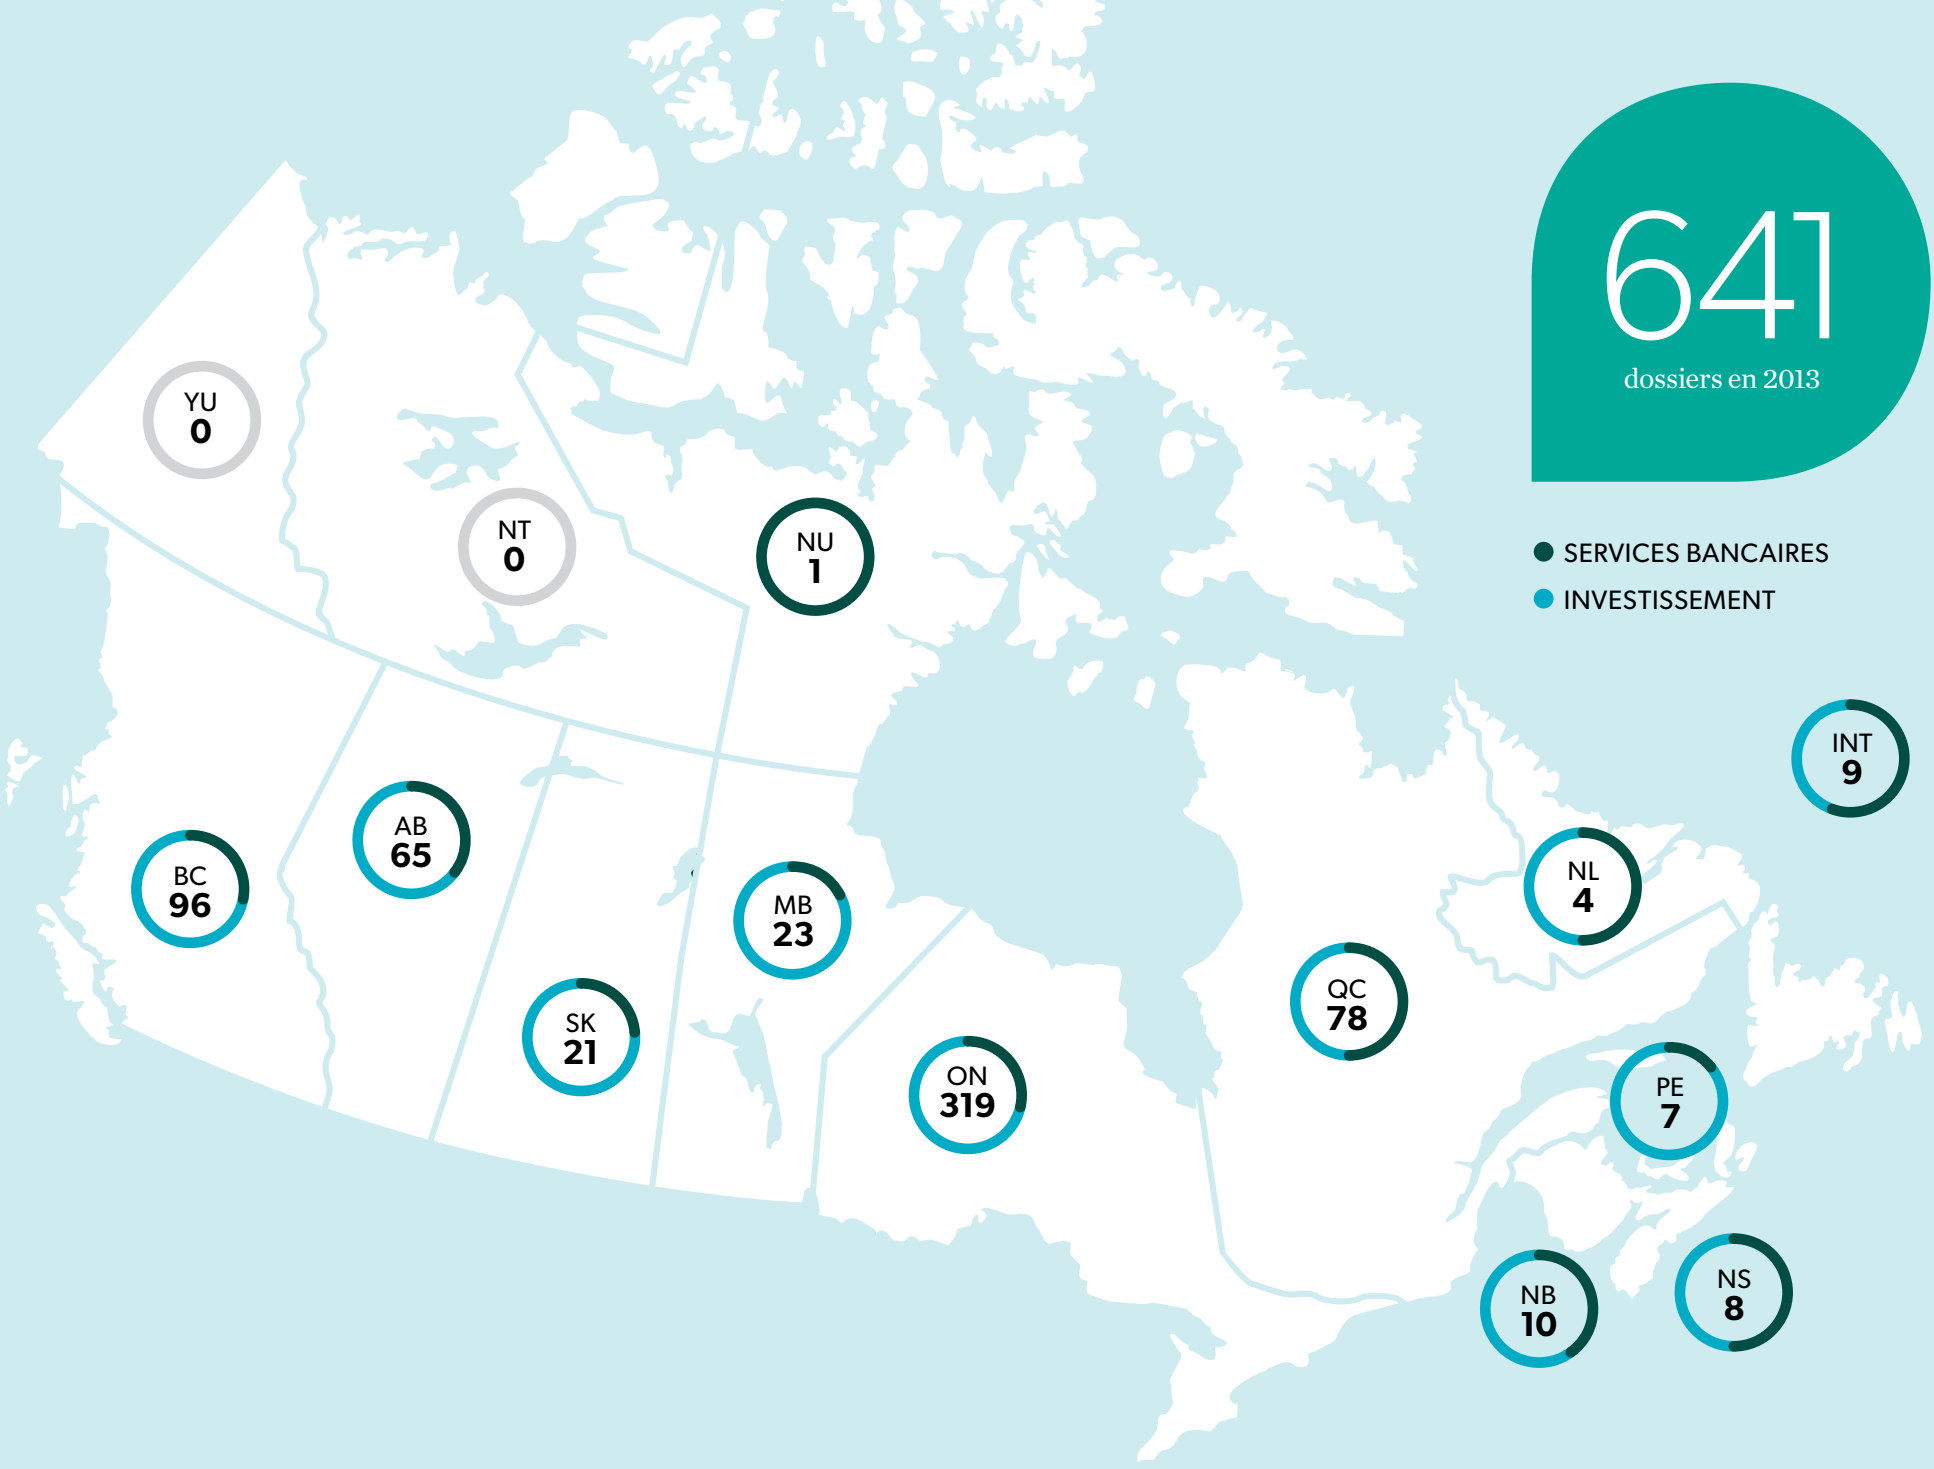 641
dossiers en 2013
SERVICES BANCAIRES
INVESTISSEMENT
YU
0
NT
0
NU
1
INT
9
BC
96
AB
65
SK
21
MB
23
ON
319
QC
78
NL
4
PE
7
NB
10
NS
8